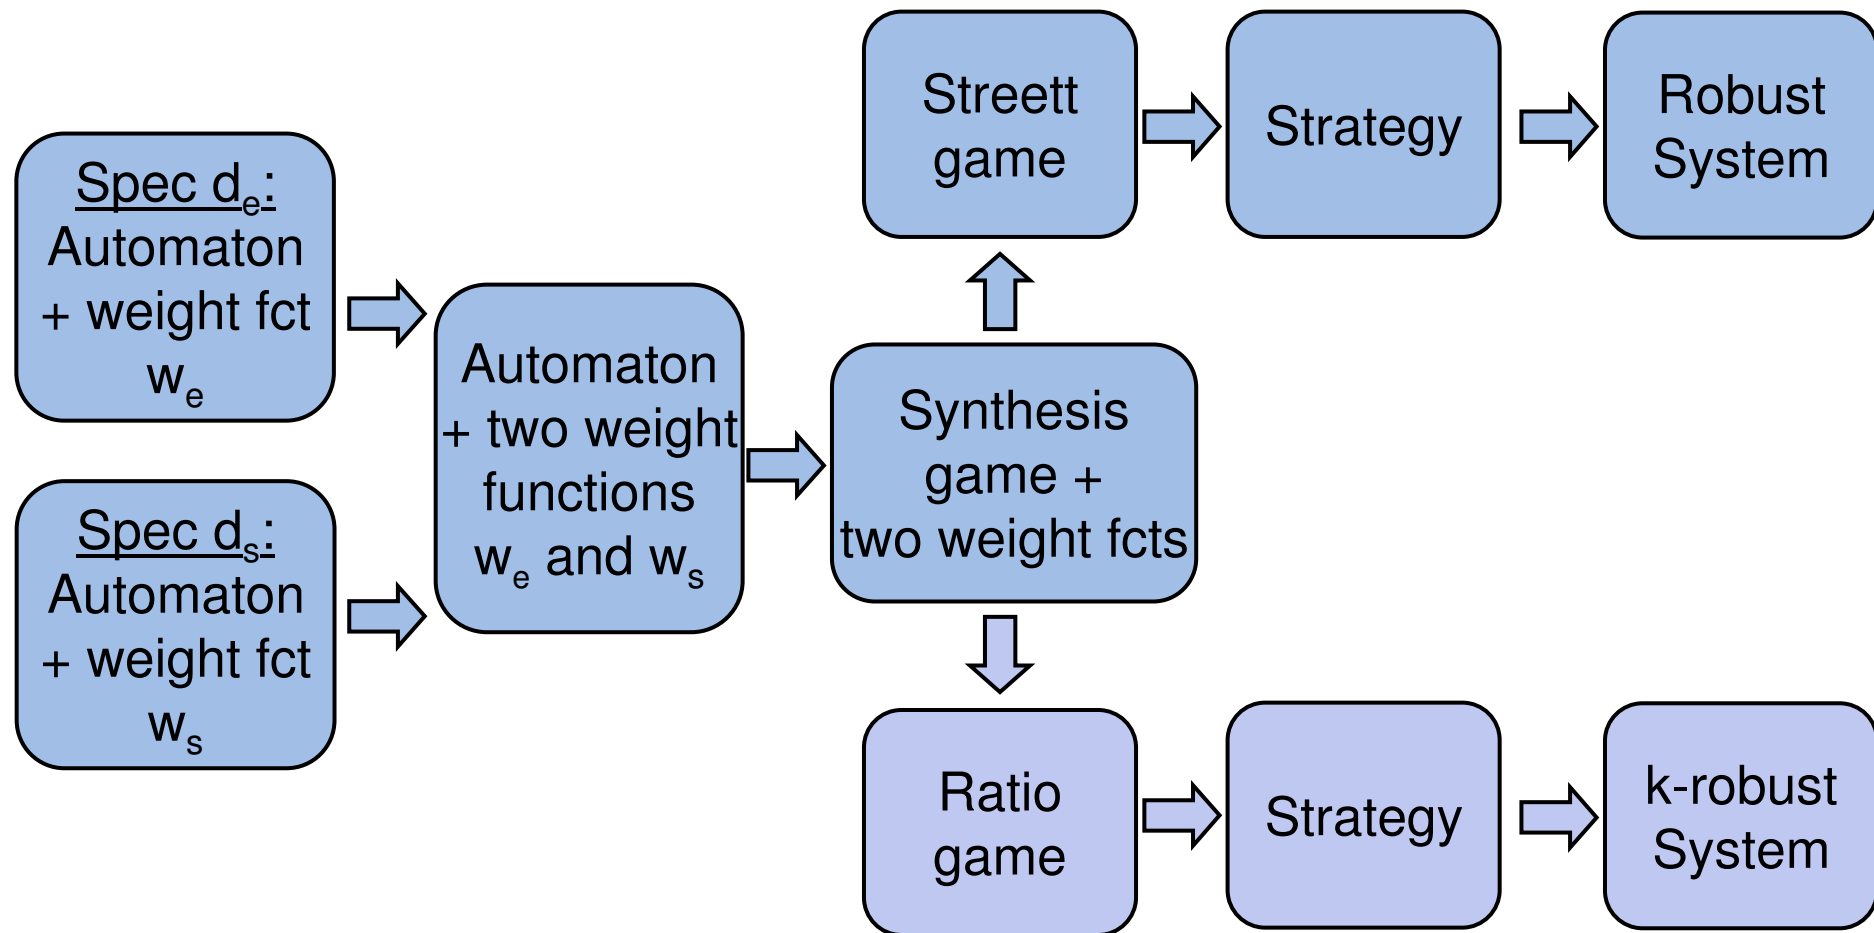 Spec dₑ:
Automaton
+ weight fct
wₑ
Spec dₛ:
Automaton
+ weight fct
wₛ
Automaton
+ two weight
functions
wₑ and wₛ
Synthesis
game +
two weight fcts
Streett
game
Strategy
Robust
System
Ratio
game
Strategy
k-robust
System